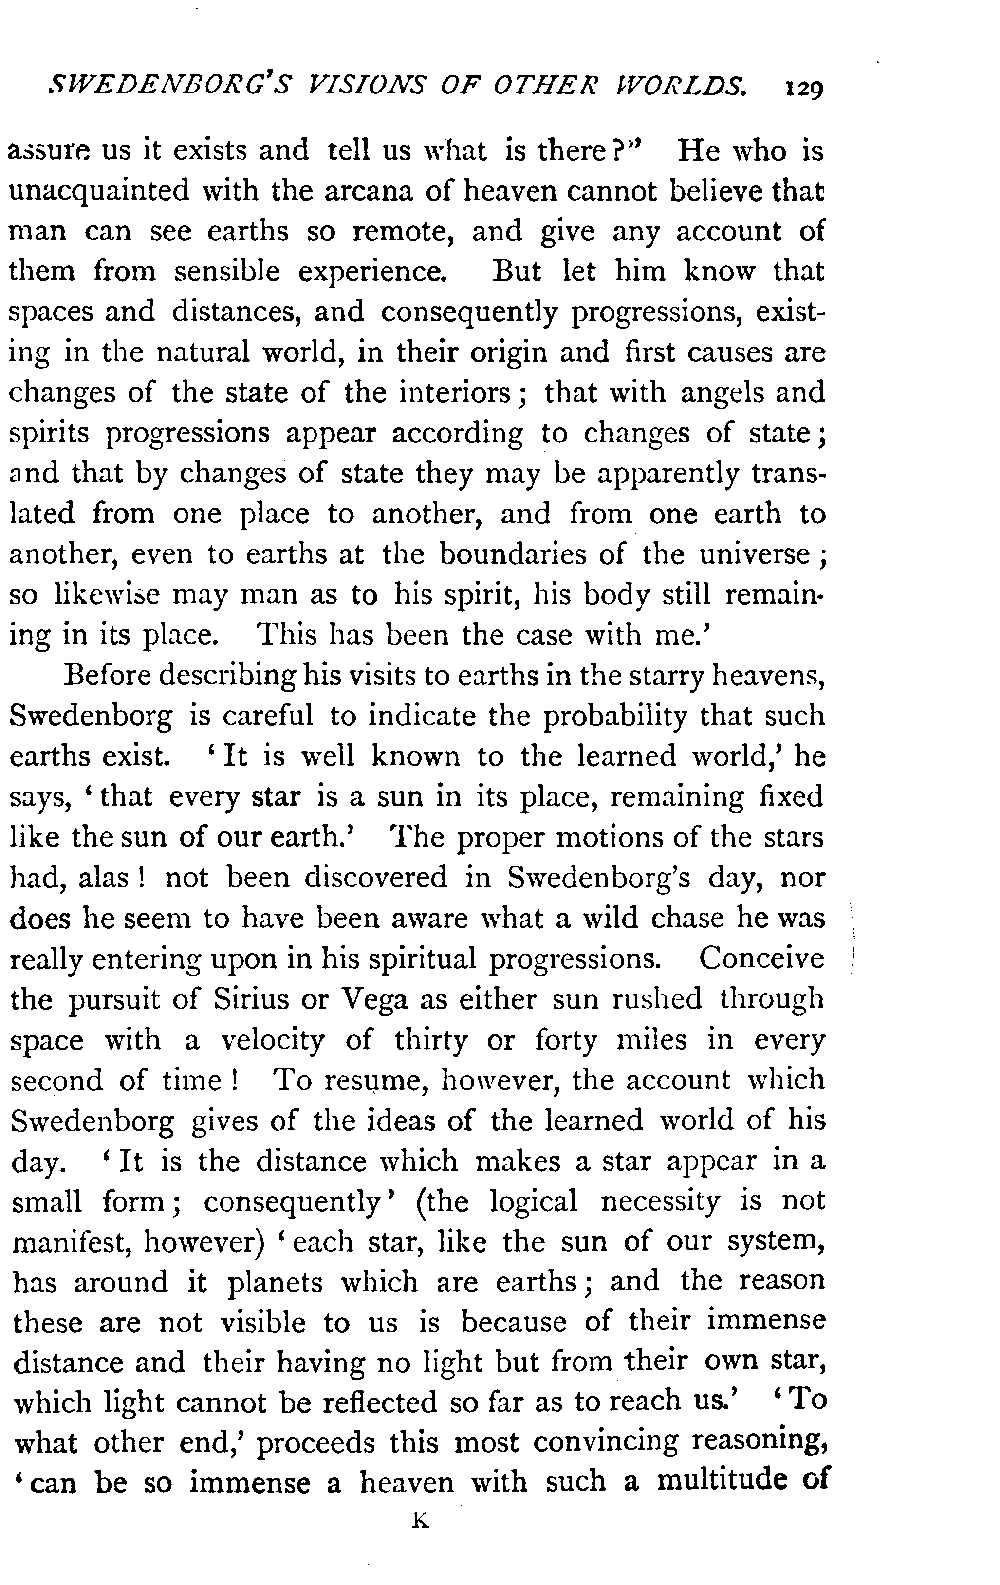 SWEDENBORG'S VISIONS OF OTHER WORLDS. 129
assure us it exists and tell us what is there?"' He who is
unacquainted with the arcana of heaven cannot believe that
man can see earths so remote, and give any account of
them from sensible experience. But let him know that
spaces and distances, and consequently progressions, exist-
ing in the natural world, in their origin and first causes are
changes of the state of the interiors; that with angels and
spirits progressions appear according to changes of state;
and that by changes of state they may be apparently trans-
lated from one place to another, and from one earth to
another, even to earths at the boundaries of the universe;
so likewise may man as to his spirit, his body still remain-
ing in its place. This has been the case with me.'
Before describing his visits to earths in the starry heavens,
Swedenborg is careful to indicate the probability that such
earths exist. 'It is well known to the learned world,' he
says, 'that every star is a sun in its place, remaining fixed
like the sun of our earth.' The proper motions of the stars
had, alas! not been discovered in Swedenborg's day, nor
does he seem to have been aware what a wild chase he was
really entering upon in his spiritual progressions. Conceive
the pursuit of Sirius or Vega as either sun rushed through
space with a velocity of thirty or forty miles in every
second of time! To resume, however, the account which
Swedenborg gives of the ideas of the learned world of his
day. 'It is the distance which makes a star appear in a
small form; consequently' (the logical necessity is not
manifest, however) 'each star, like the sun of our system,
has around it planets which are earths; and the reason
these are not visible to us is because of their immense
distance and their having no light but from their own star,
which light cannot be reflected so far as to reach us.' 'To
what other end,' proceeds this most convincing reasoning,
'can be so immense a heaven with such a multitude of
K